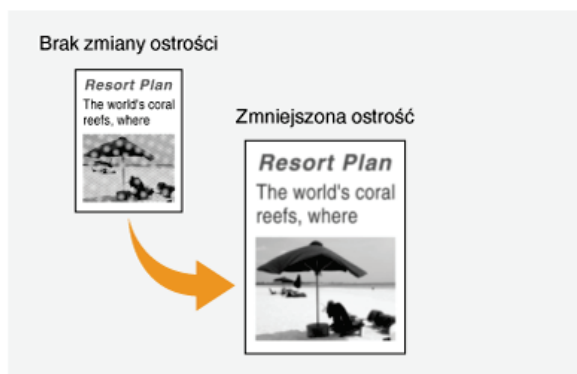 Brak zmiany ostrości
Resort Plan
The world's coral
reefs, where
Zmniejszona ostrość
Resort Plan
The world's coral
reefs, where